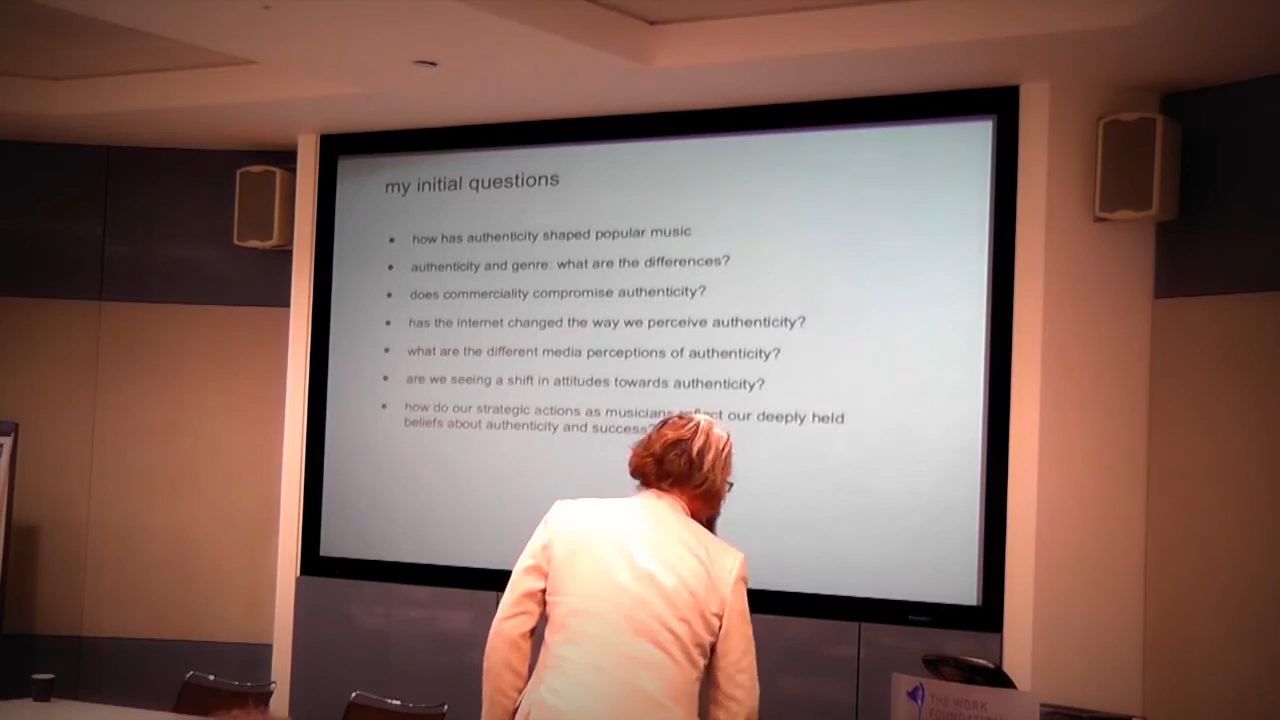 my initial questions
• how has authenticity shaped popular music
• authenticity and genre: what are the differences?
• does commerciality compromise authenticity?
• has the internet changed the way we perceive authenticity?
• what are the different media perceptions of authenticity?
• are we seeing a shift in attitudes towards authenticity?
• how do our strategic actions as musicians reflect our deeply held
beliefs about authenticity and success?
THE WORK
FOUNDATION